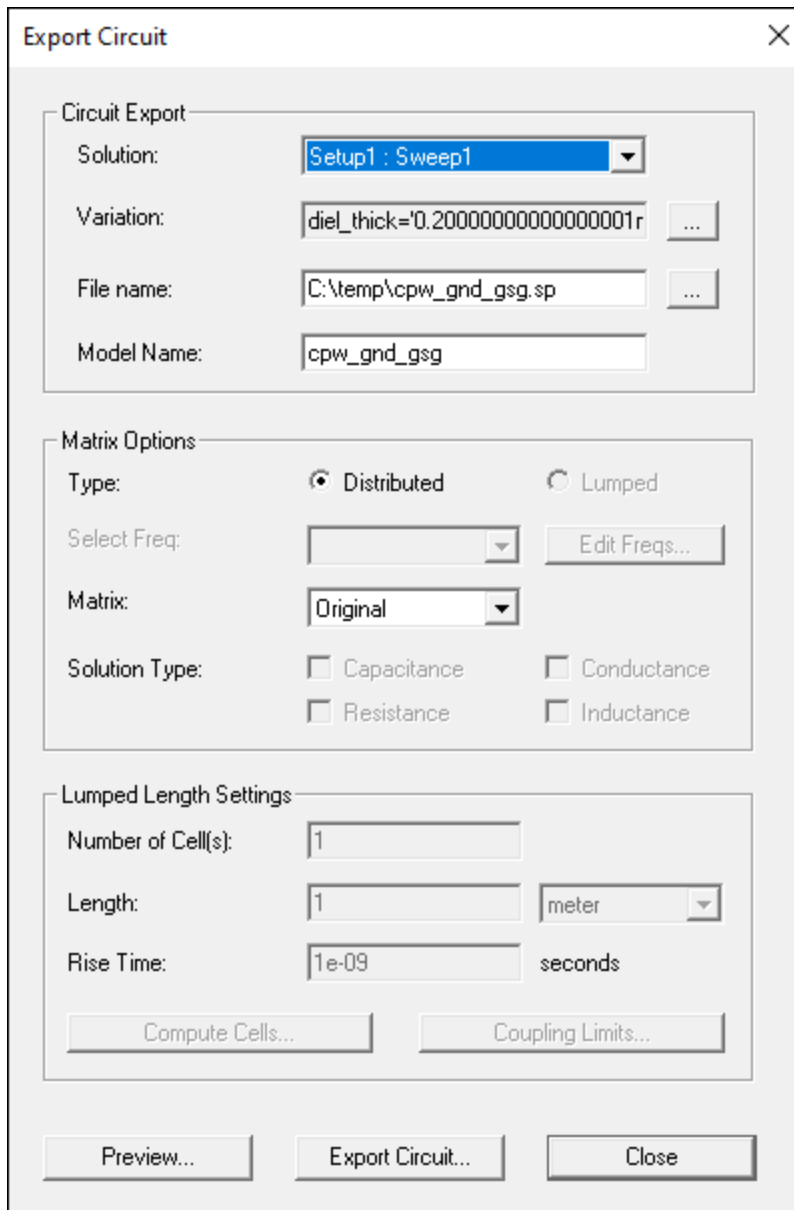 Export Circuit
Circuit Export
Solution: Setup1 : Sweep1
Variation: diel_thick='0.20000000000000001r ...
File name: C:\temp\cpw_gnd_gsg.sp ...
Model Name: cpw_gnd_gsg
Matrix Options
Type: Distributed Lumped
Select Freq: Edit Freqs...
Matrix: Original
Solution Type: Capacitance Conductance
Resistance Inductance
Lumped Length Settings
Number of Cell(s): 1
Length: 1 meter
Rise Time: 1e-09 seconds
Compute Cells... Coupling Limits...
Preview... Export Circuit... Close